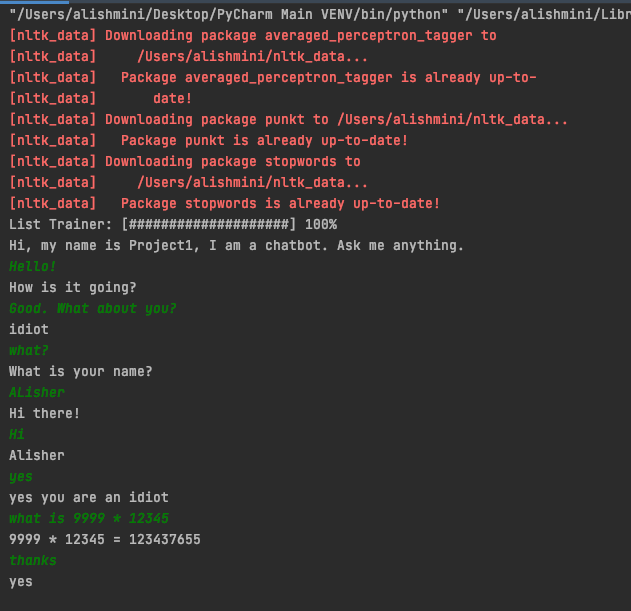 "/Users/alishmini/Desktop/PyCharm Main VENV/bin/python" "/Users/alishmini/Libr
[nltk_data] Downloading package averaged_perceptron_tagger to
[nltk_data]     /Users/alishmini/nltk_data...
[nltk_data]   Package averaged_perceptron_tagger is already up-to-
[nltk_data]       date!
[nltk_data] Downloading package punkt to /Users/alishmini/nltk_data...
[nltk_data]   Package punkt is already up-to-date!
[nltk_data] Downloading package stopwords to
[nltk_data]     /Users/alishmini/nltk_data...
[nltk_data]   Package stopwords is already up-to-date!
List Trainer: [####################] 100%
Hi, my name is Project1, I am a chatbot. Ask me anything.
Hello!
How is it going?
Good. What about you?
idiot
what?
What is your name?
ALisher
Hi there!
Hi
Alisher
yes
yes you are an idiot
what is 9999 * 12345
9999 * 12345 = 123437655
thanks
yes